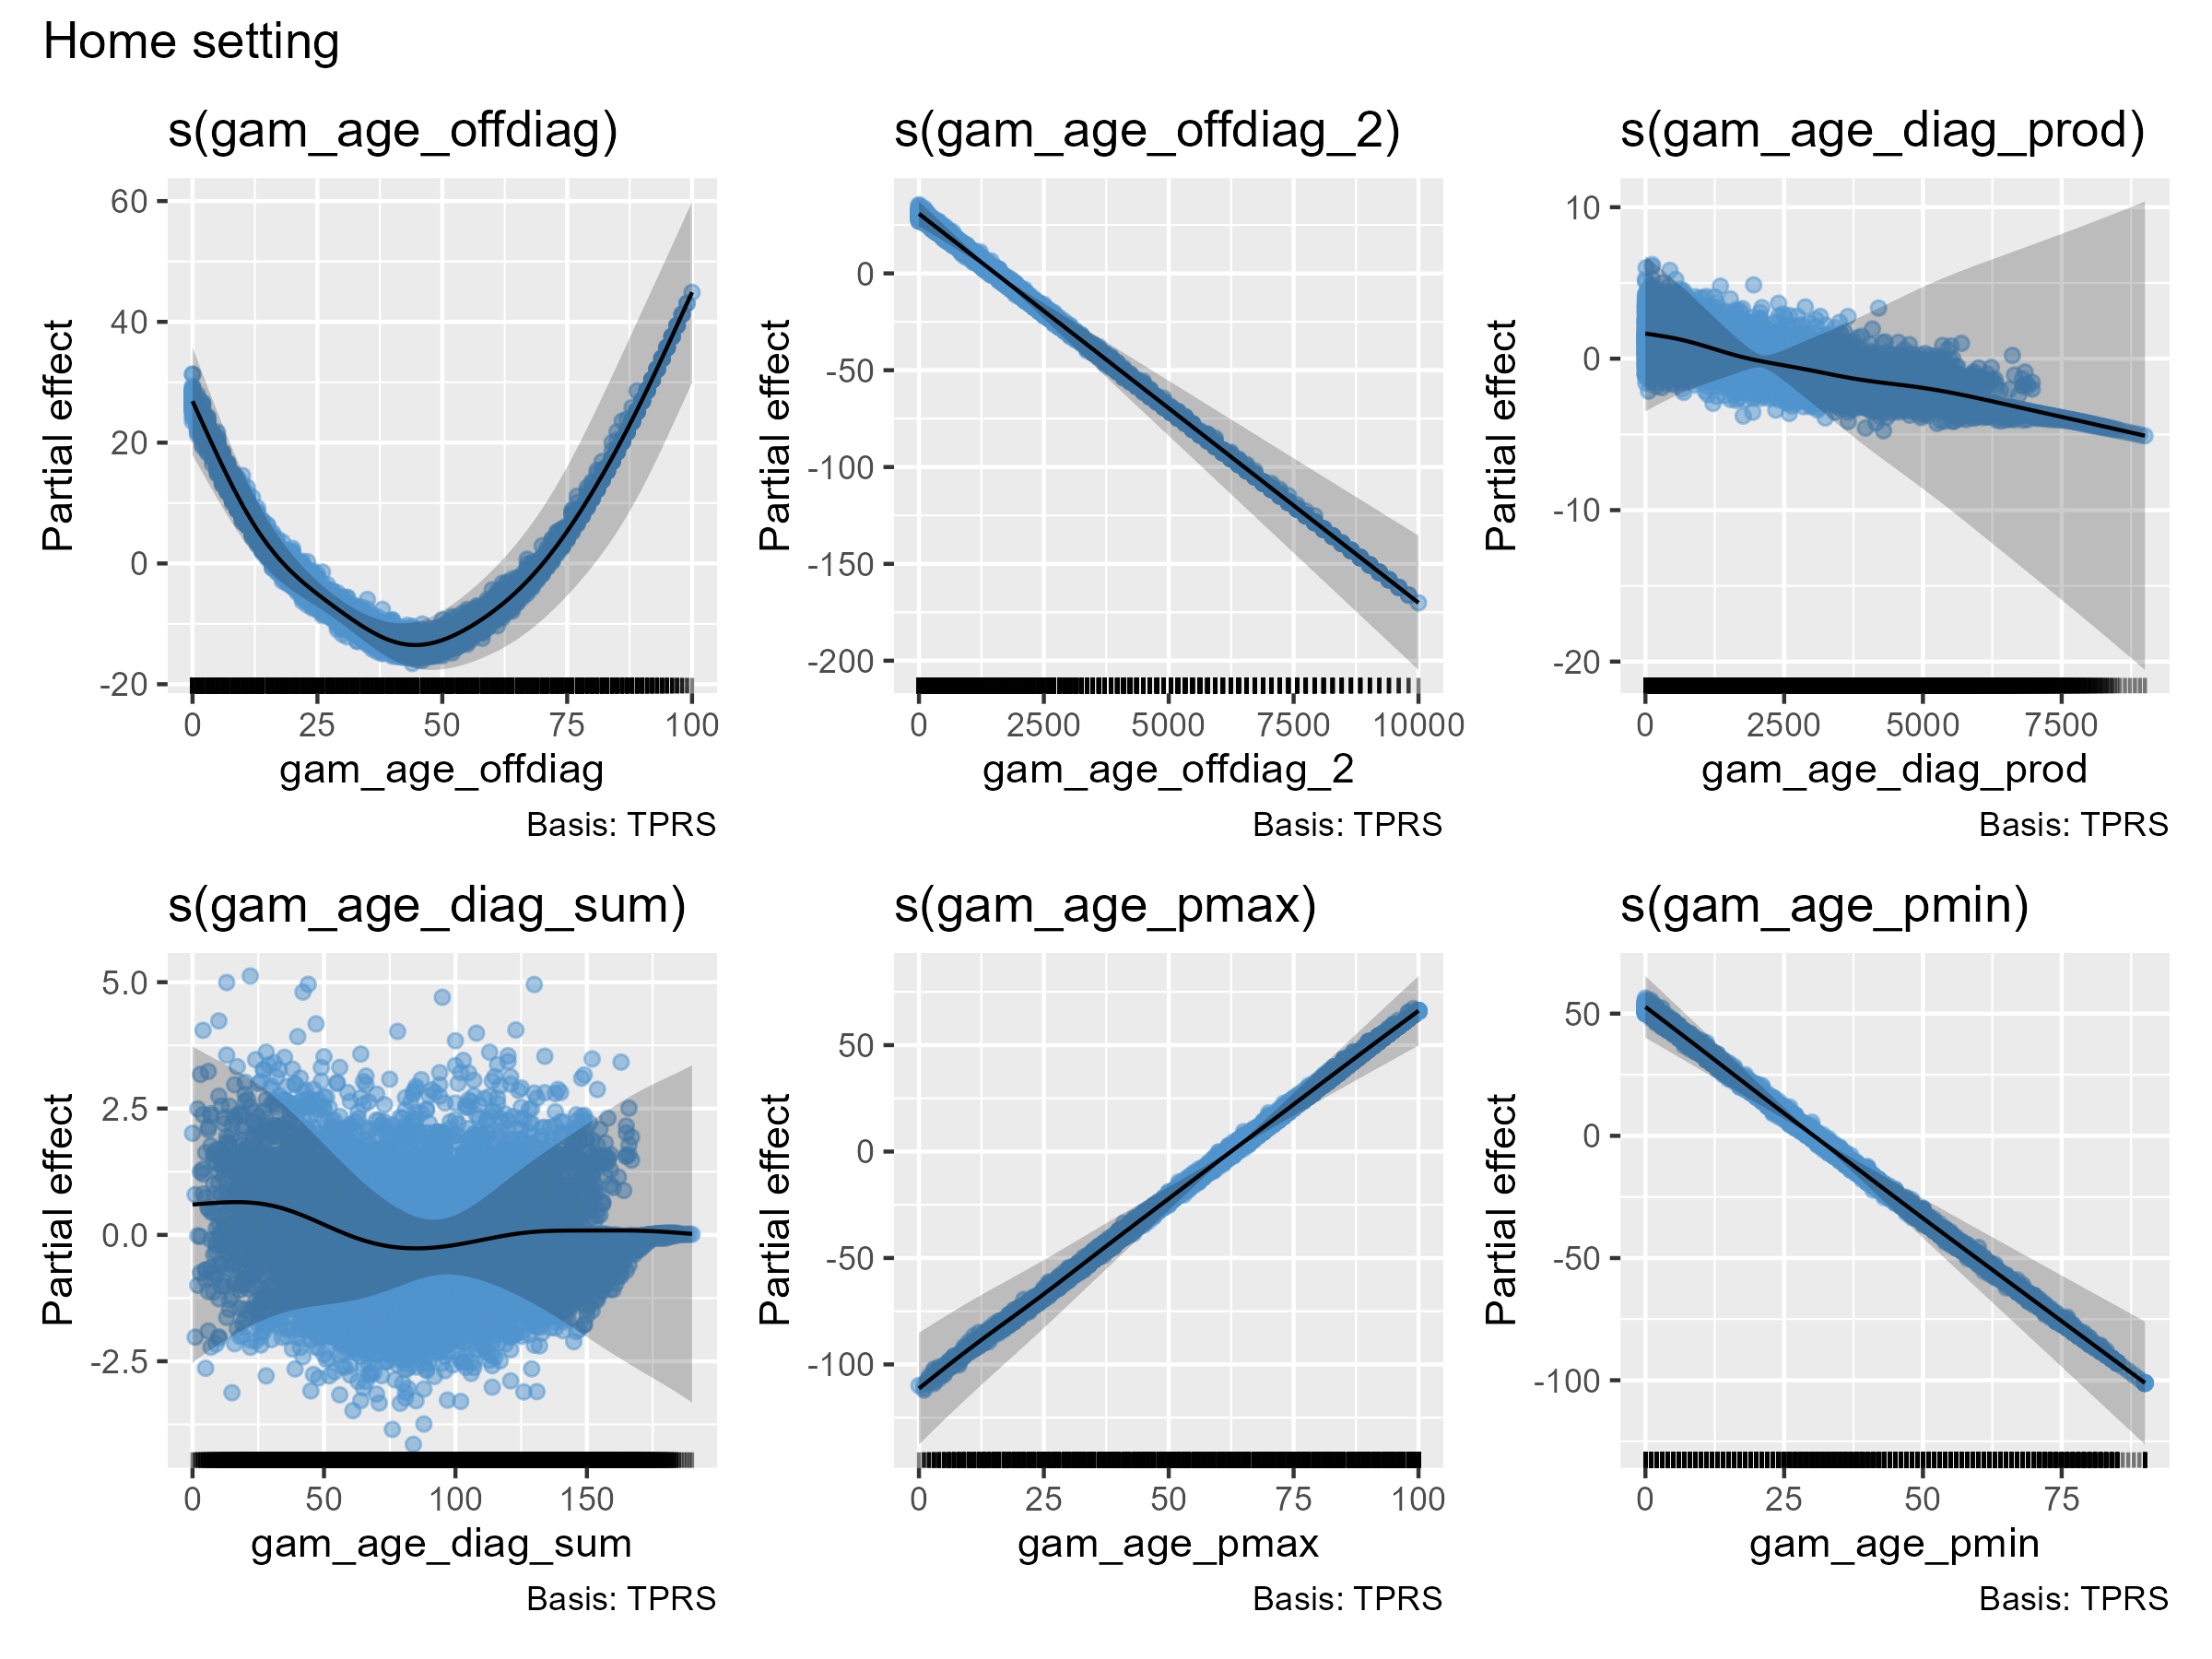 Home setting
s(gam_age_offdiag)
60
40
20
0
-20
Partial effect
0 25 50 75 100
gam_age_offdiag
Basis: TPRS
s(gam_age_offdiag_2)
0
-50
-100
-150
-200
Partial effect
0 2500 5000 7500 10000
gam_age_offdiag_2
Basis: TPRS
s(gam_age_diag_prod)
10
0
-10
-20
Partial effect
0 2500 5000 7500
gam_age_diag_prod
Basis: TPRS
s(gam_age_diag_sum)
5.0
2.5
0.0
-2.5
Partial effect
0 50 100 150
gam_age_diag_sum
Basis: TPRS
s(gam_age_pmax)
50
0
-50
-100
Partial effect
0 25 50 75 100
gam_age_pmax
Basis: TPRS
s(gam_age_pmin)
50
0
-50
-100
Partial effect
0 25 50 75
gam_age_pmin
Basis: TPRS